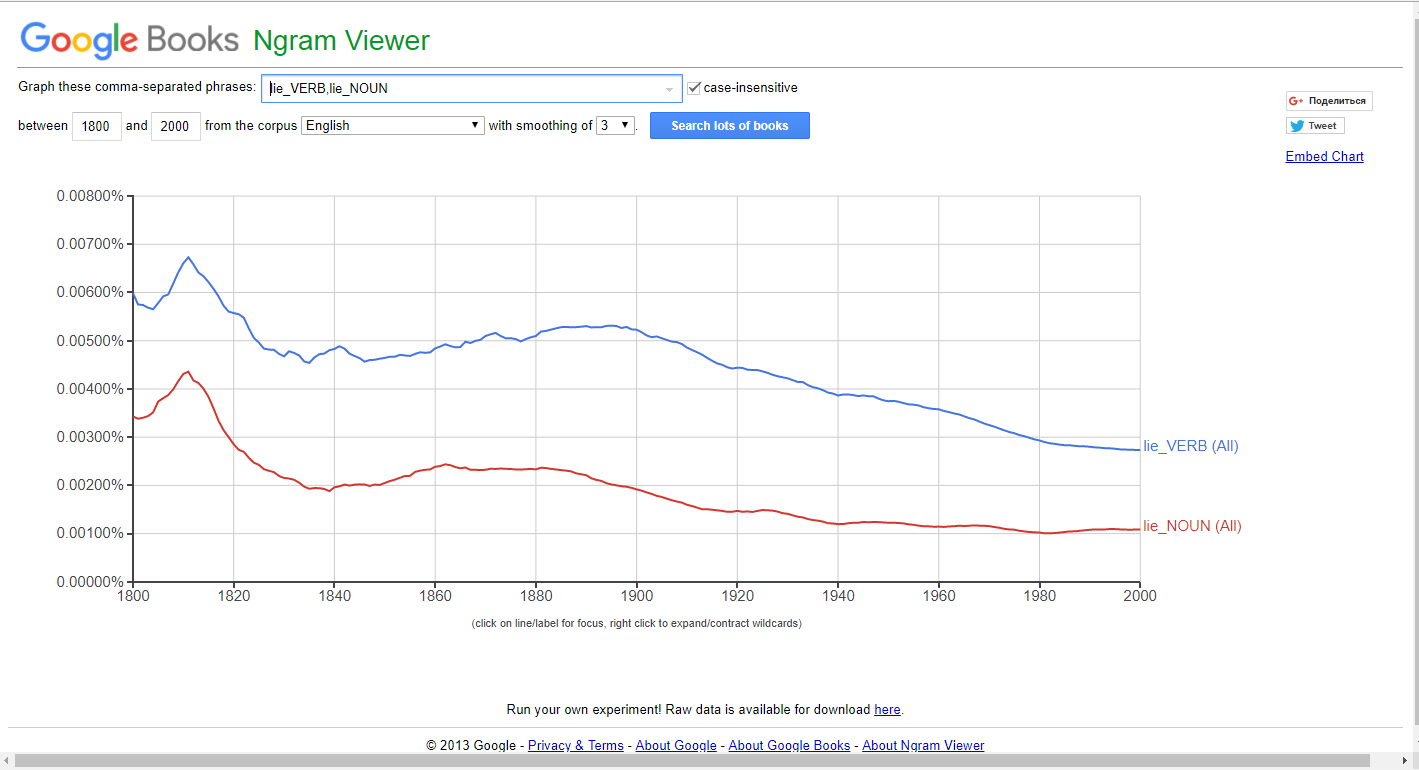 Google Books Ngram Viewer
Graph these comma-separated phrases: lie_VERB,lie_NOUN case-insensitive
between 1800 and 2000 from the corpus English with smoothing of 3 . Search lots of books
G+ Поделиться
Tweet
Embed Chart
0.00800%
0.00700%
0.00600%
0.00500%
0.00400%
0.00300%
0.00200%
0.00100%
0.00000%
lie_VERB (All)
lie_NOUN (All)
1800 1820 1840 1860 1880 1900 1920 1940 1960 1980 2000
(click on line/label for focus, right click to expand/contract wildcards)
Run your own experiment! Raw data is available for download here.
© 2013 Google - Privacy & Terms - About Google - About Google Books - About Ngram Viewer